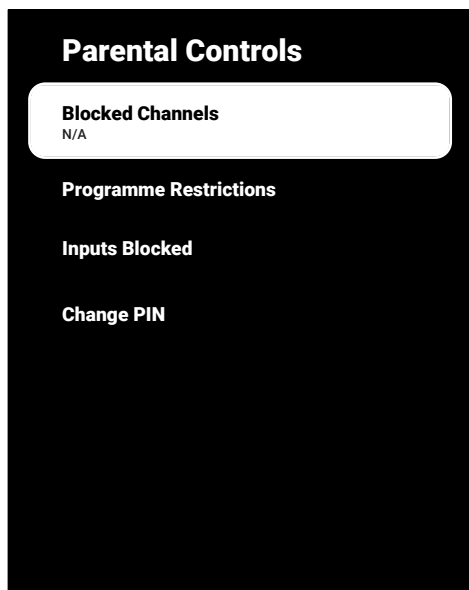 Parental Controls
Blocked Channels
N/A
Programme Restrictions
Inputs Blocked
Change PIN